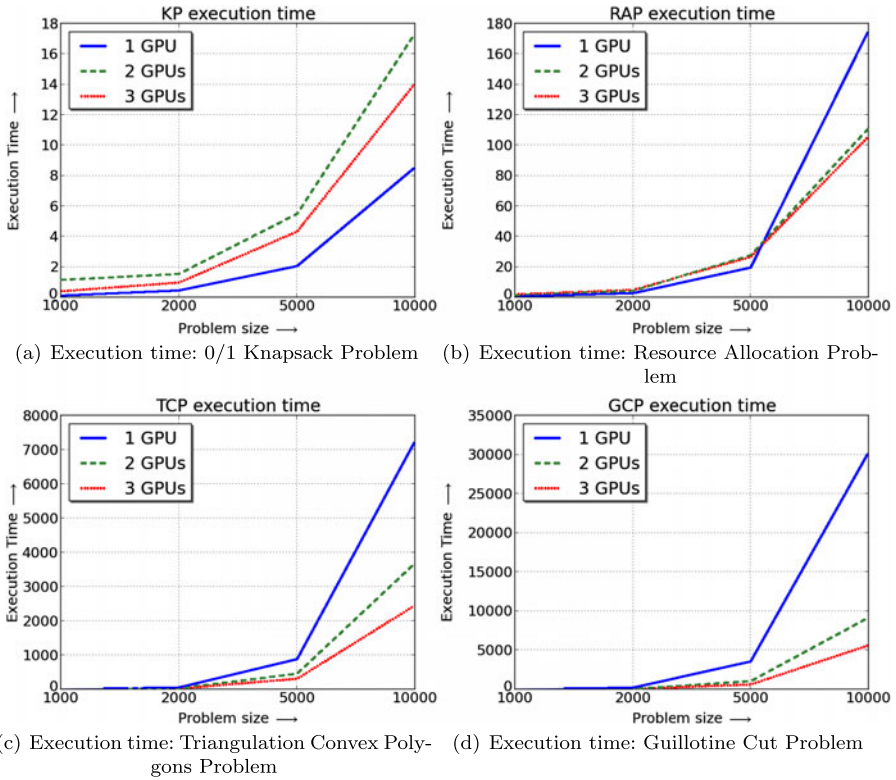 KP execution time
18
16
14
12
10
8
6
4
2
0
1 GPU
2 GPUs
3 GPUs
Execution Time →
1000 2000 5000 10000
Problem size →
(a) Execution time: 0/1 Knapsack Problem
RAP execution time
180
160
140
120
100
80
60
40
20
0
1 GPU
2 GPUs
3 GPUs
Execution Time →
1000 2000 5000 10000
Problem size →
(b) Execution time: Resource Allocation Prob-
lem
TCP execution time
8000
7000
6000
5000
4000
3000
2000
1000
0
1 GPU
2 GPUs
3 GPUs
Execution Time →
1000 2000 5000 10000
Problem size →
(c) Execution time: Triangulation Convex Poly-
gons Problem
GCP execution time
35000
30000
25000
20000
15000
10000
5000
0
1 GPU
2 GPUs
3 GPUs
Execution Time →
1000 2000 5000 10000
Problem size →
(d) Execution time: Guillotine Cut Problem